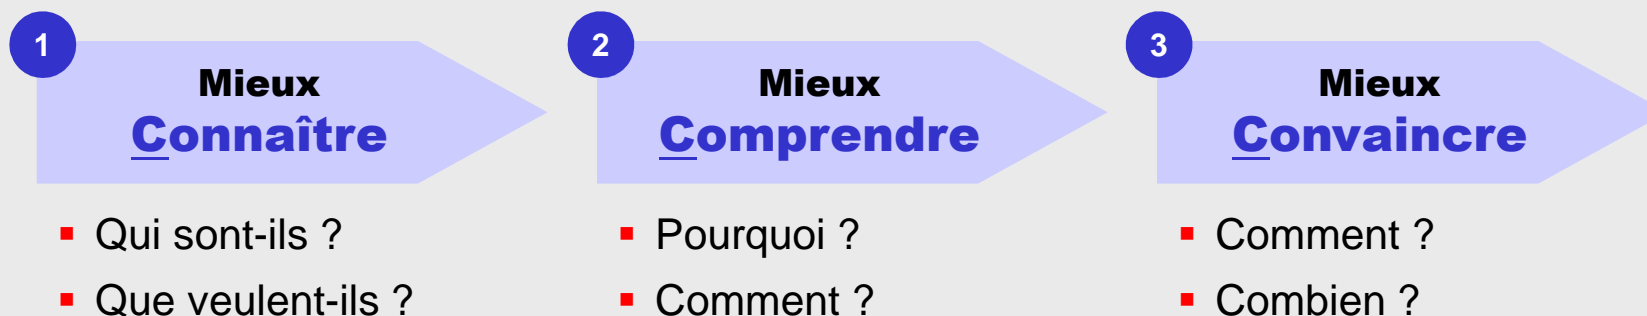 1
Mieux
Connaître
Qui sont-ils ?
Que veulent-ils ?
2
Mieux
Comprendre
Pourquoi ?
Comment ?
3
Mieux
Convaincre
Comment ?
Combien ?